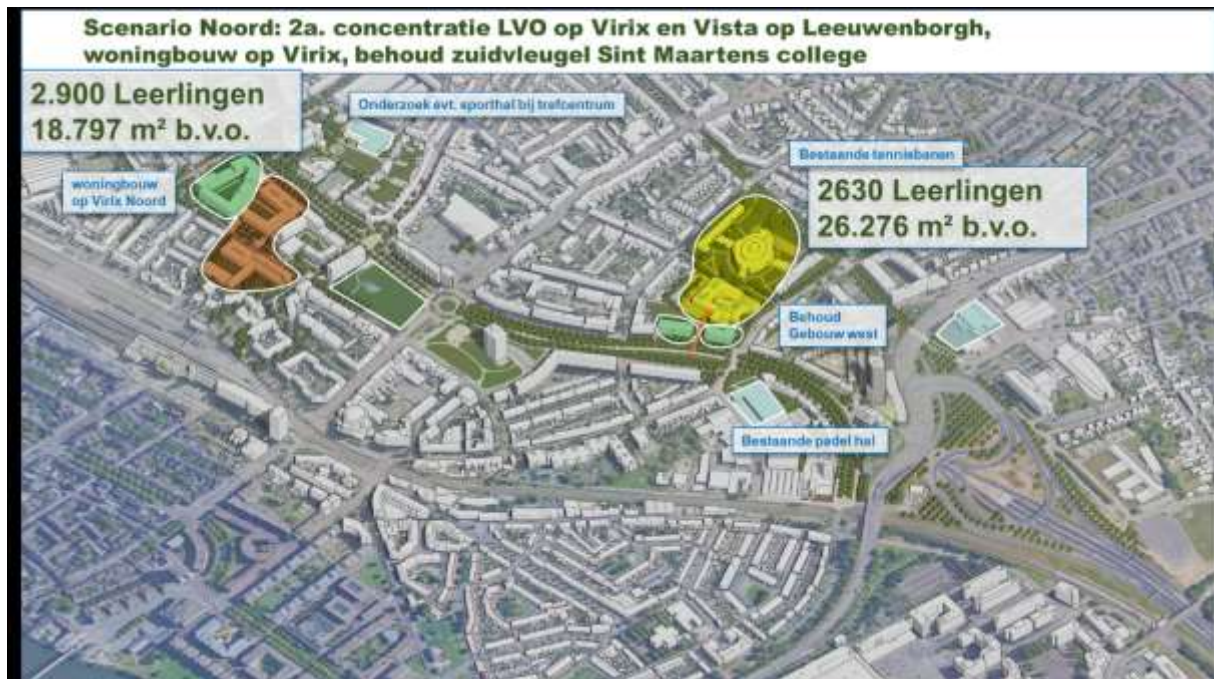 Scenario Noord: 2a. concentratie LVO op Virix en Vista op Leeuwenborgh,
woningbouw op Virix, behoud zuidvleugel Sint Maartens college
2.900 Leerlingen
18.797 m² b.v.o.
Onderzoek evt. sporthal bij trefcentrum
Bestaande tennisbanen
woningbouw
op Virix Noord
2630 Leerlingen
26.276 m² b.v.o.
Behoud
Gebouw west
Bestaande padel hal